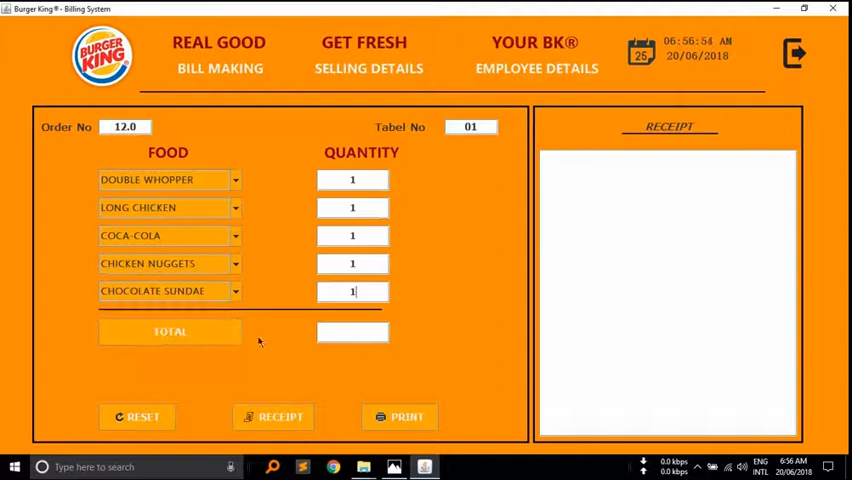 Burger King® - Billing System
BURGER KING
REAL GOOD GET FRESH YOUR BK®
BILL MAKING SELLING DETAILS EMPLOYEE DETAILS
25
06:56:54 AM
20/06/2018
Order No 12.0 Tabel No 01
FOOD QUANTITY
DOUBLE WHOPPER 1
LONG CHICKEN 1
COCA-COLA 1
CHICKEN NUGGETS 1
CHOCOLATE SUNDAE 1
TOTAL
RESET RECEIPT PRINT
RECEIPT
Type here to search
0.0 kbps
0.0 kbps
ENG
INTL
6:56 AM
20/06/2018